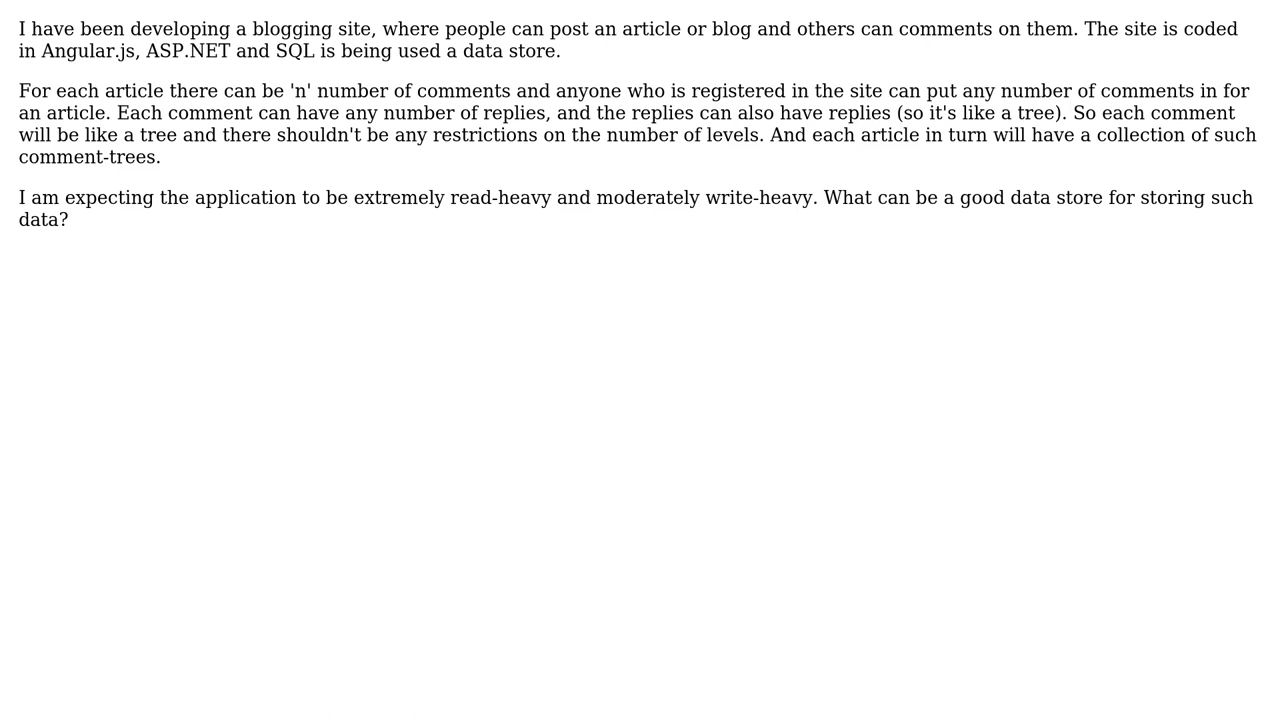 I have been developing a blogging site, where people can post an article or blog and others can comments on them. The site is coded
in Angular.js, ASP.NET and SQL is being used a data store.
For each article there can be 'n' number of comments and anyone who is registered in the site can put any number of comments in for
an article. Each comment can have any number of replies, and the replies can also have replies (so it's like a tree). So each comment
will be like a tree and there shouldn't be any restrictions on the number of levels. And each article in turn will have a collection of such
comment-trees.
I am expecting the application to be extremely read-heavy and moderately write-heavy. What can be a good data store for storing such
data?